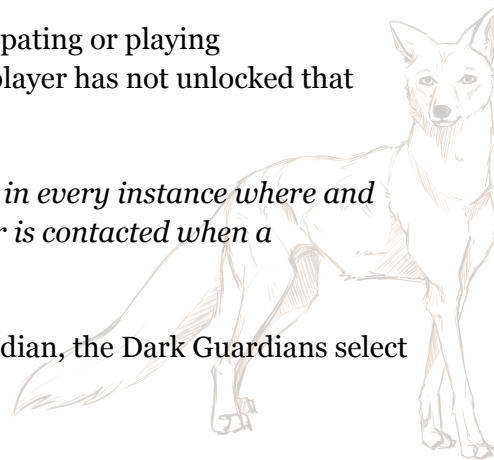 pating or playing
player has not unlocked that
in every instance where and
r is contacted when a
dian, the Dark Guardians select